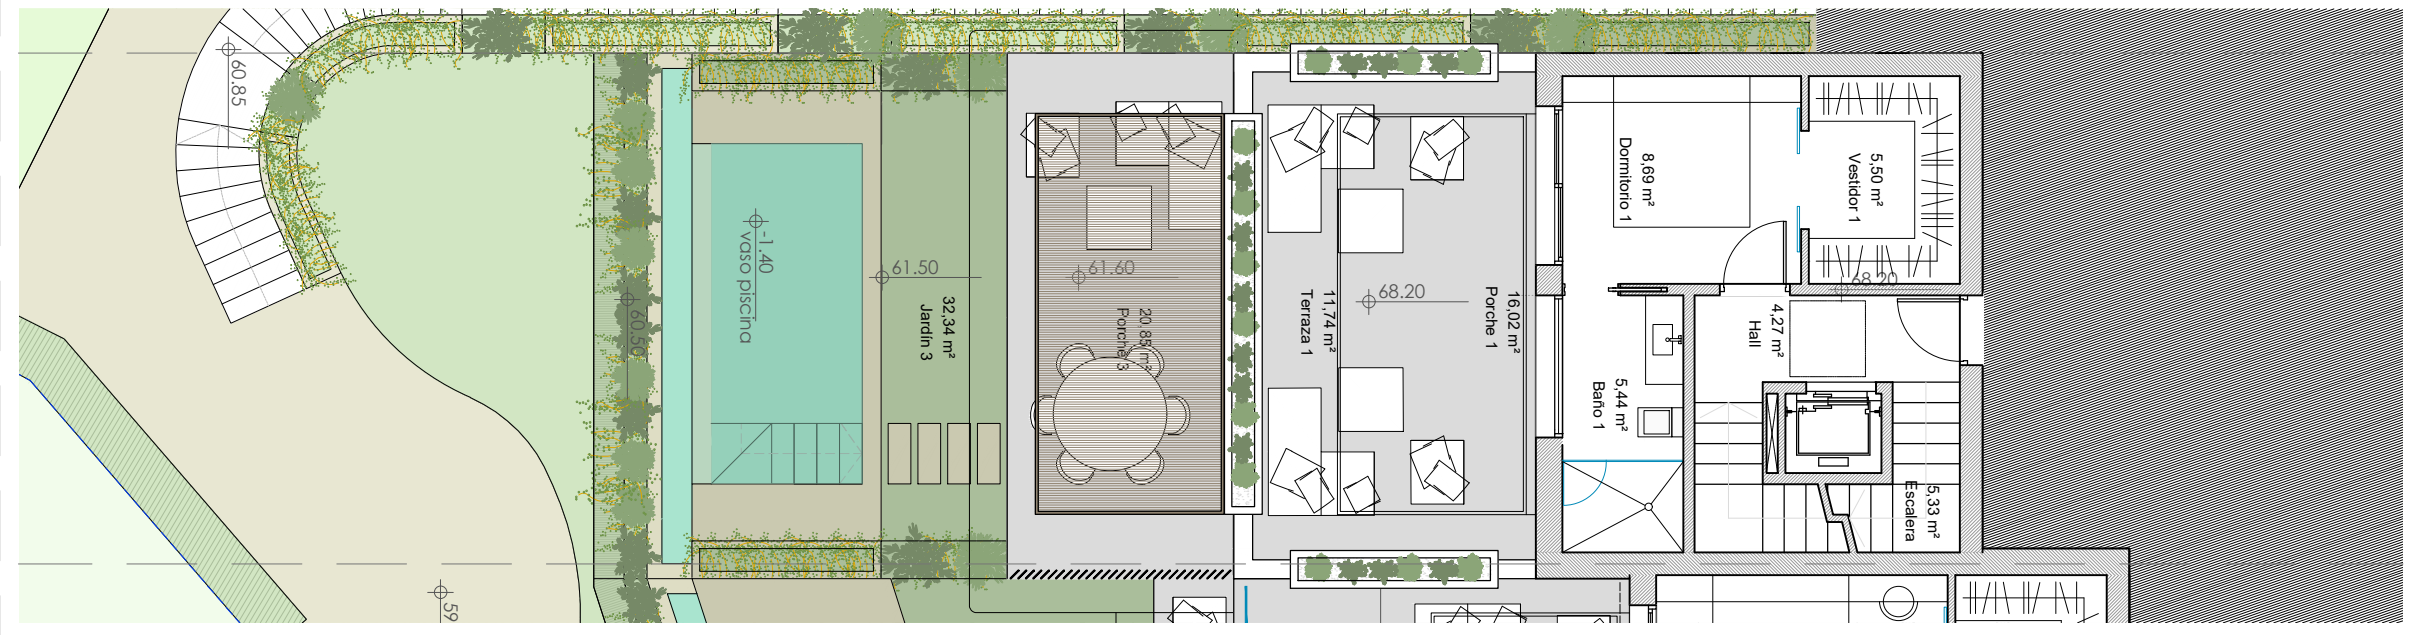 60.85
-1.40
vaso piscina
60.50
61.50
32,34 m²
Jardín 3
61.60
20,85 m²
Porche 3
11,74 m²
Terraza 1
68.20
16,02 m²
Porche 1
8,69 m²
Dormitorio 1
5,50 m²
Vestidor 1
68.20
4,27 m²
Hall
5,44 m²
Baño 1
5,33 m²
Escalera
59